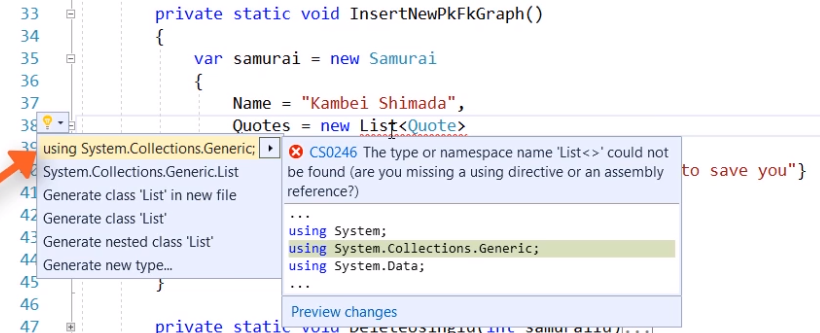 33 private static void InsertNewPkFkGraph()
34 {
35 var samurai = new Samurai
36 {
37 Name = "Kambei Shimada",
38 Quotes = new List<Quote>
39
using System.Collections.Generic;
System.Collections.Generic.List
Generate class 'List' in new file
Generate class 'List'
Generate nested class 'List'
Generate new type...
CS0246 The type or namespace name 'List<>' could not
be found (are you missing a using directive or an assembly
reference?)
...
using System;
using System.Collections.Generic;
using System.Data;
...
Preview changes
to save you"}
41
42
43
44
45 }
46
47 private static void DeleteUsingId(int samuraiId)...